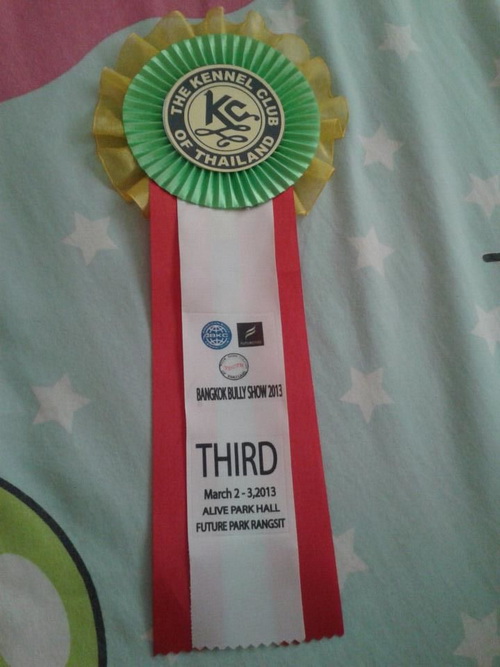 THE KENNEL CLUB
KC
OF THAILAND
BANGKOK BULLY SHOW 2013
THIRD
March 2 - 3,2013
ALIVE PARK HALL
FUTURE PARK RANGSIT